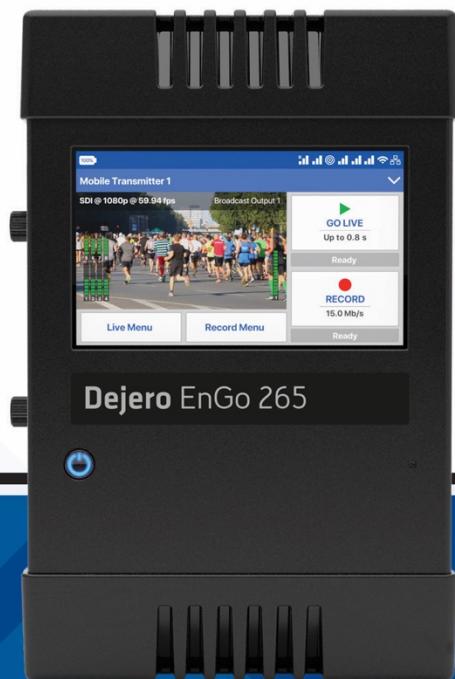 100%
Mobile Transmitter 1
SDI @ 1080p @ 59.94 fps
Broadcast Output 1
GO LIVE
Up to 0.8 s
Ready
RECORD
15.0 Mb/s
Ready
Live Menu
Record Menu
Dejero EnGo 265